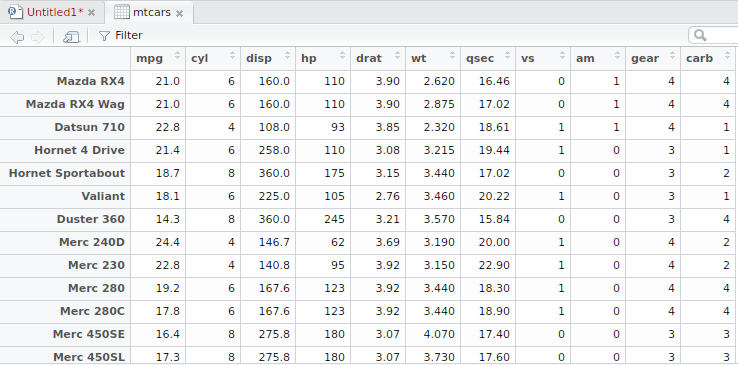 Untitled1* mtcars
Filter
mpg cyl disp hp drat wt qsec vs am gear carb
Mazda RX4 21.0 6 160.0 110 3.90 2.620 16.46 0 1 4 4
Mazda RX4 Wag 21.0 6 160.0 110 3.90 2.875 17.02 0 1 4 4
Datsun 710 22.8 4 108.0 93 3.85 2.320 18.61 1 1 4 1
Hornet 4 Drive 21.4 6 258.0 110 3.08 3.215 19.44 1 0 3 1
Hornet Sportabout 18.7 8 360.0 175 3.15 3.440 17.02 0 0 3 2
Valiant 18.1 6 225.0 105 2.76 3.460 20.22 1 0 3 1
Duster 360 14.3 8 360.0 245 3.21 3.570 15.84 0 0 3 4
Merc 240D 24.4 4 146.7 62 3.69 3.190 20.00 1 0 4 2
Merc 230 22.8 4 140.8 95 3.92 3.150 22.90 1 0 4 2
Merc 280 19.2 6 167.6 123 3.92 3.440 18.30 1 0 4 4
Merc 280C 17.8 6 167.6 123 3.92 3.440 18.90 1 0 4 4
Merc 450SE 16.4 8 275.8 180 3.07 4.070 17.40 0 0 3 3
Merc 450SL 17.3 8 275.8 180 3.07 3.730 17.60 0 0 3 3